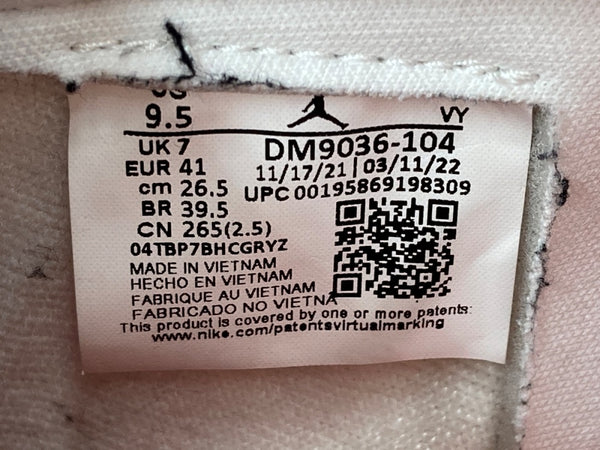 US
9.5
VY
UK 7
DM9036-104
EUR 41
11/17/21 | 03/11/22
cm 26.5
UPC 00195869198309
BR 39.5
CN 265(2.5)
04TBP7BHCGRYZ
MADE IN VIETNAM
HECHO EN VIETNAM
FABRIQUE AU VIETNAM
FABRICADO NO VIETNA
This product is covered by one or more patents:
www.nike.com/patentsvirtualmarking